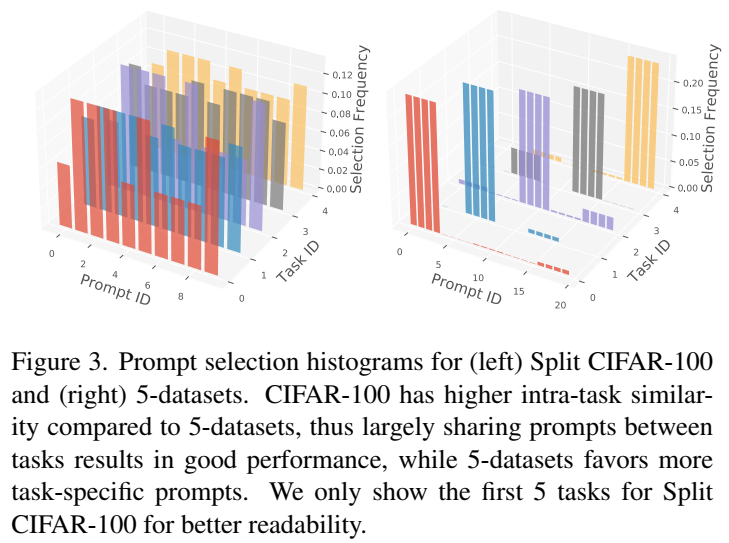 0.12
0.10
0.08
0.06
0.04
0.02
0.00
Selection Frequency
0
2
4
6
8
Prompt ID
0
1
2
3
4
Task ID
0.20
0.15
0.10
0.05
0.00
Selection Frequency
0
5
10
15
20
Prompt ID
0
1
2
3
4
Task ID
Figure 3. Prompt selection histograms for (left) Split CIFAR-100
and (right) 5-datasets. CIFAR-100 has higher intra-task similar-
ity compared to 5-datasets, thus largely sharing prompts between
tasks results in good performance, while 5-datasets favors more
task-specific prompts. We only show the first 5 tasks for Split
CIFAR-100 for better readability.